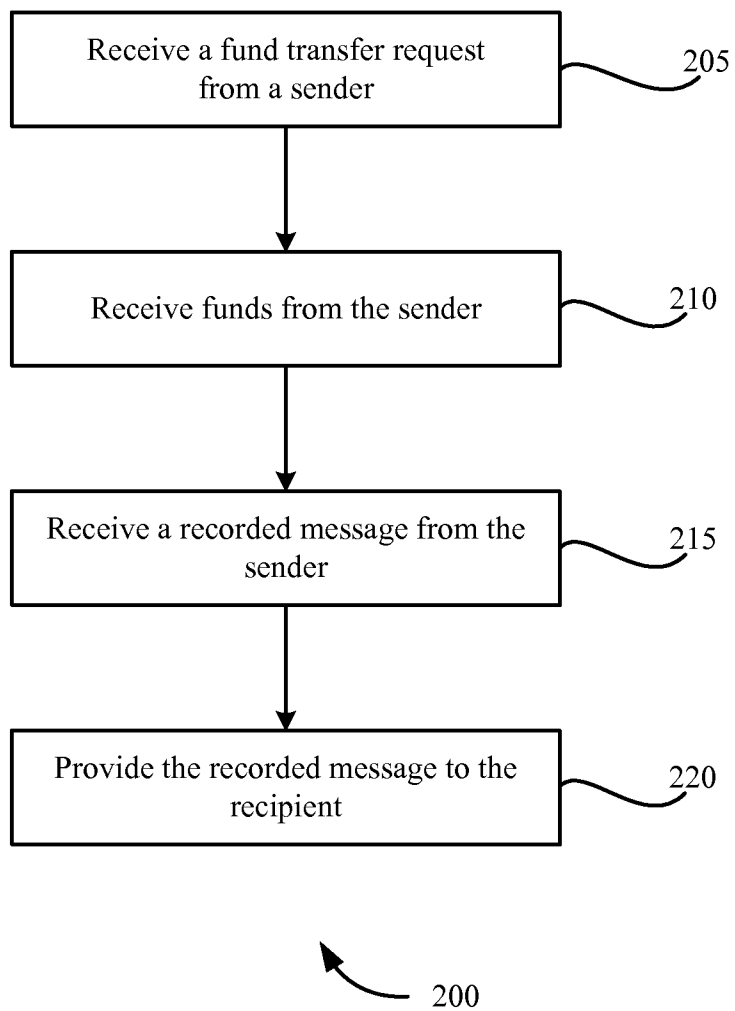 Receive a fund transfer request
from a sender
205
Receive funds from the sender
210
Receive a recorded message from the
sender
215
Provide the recorded message to the
recipient
220
200